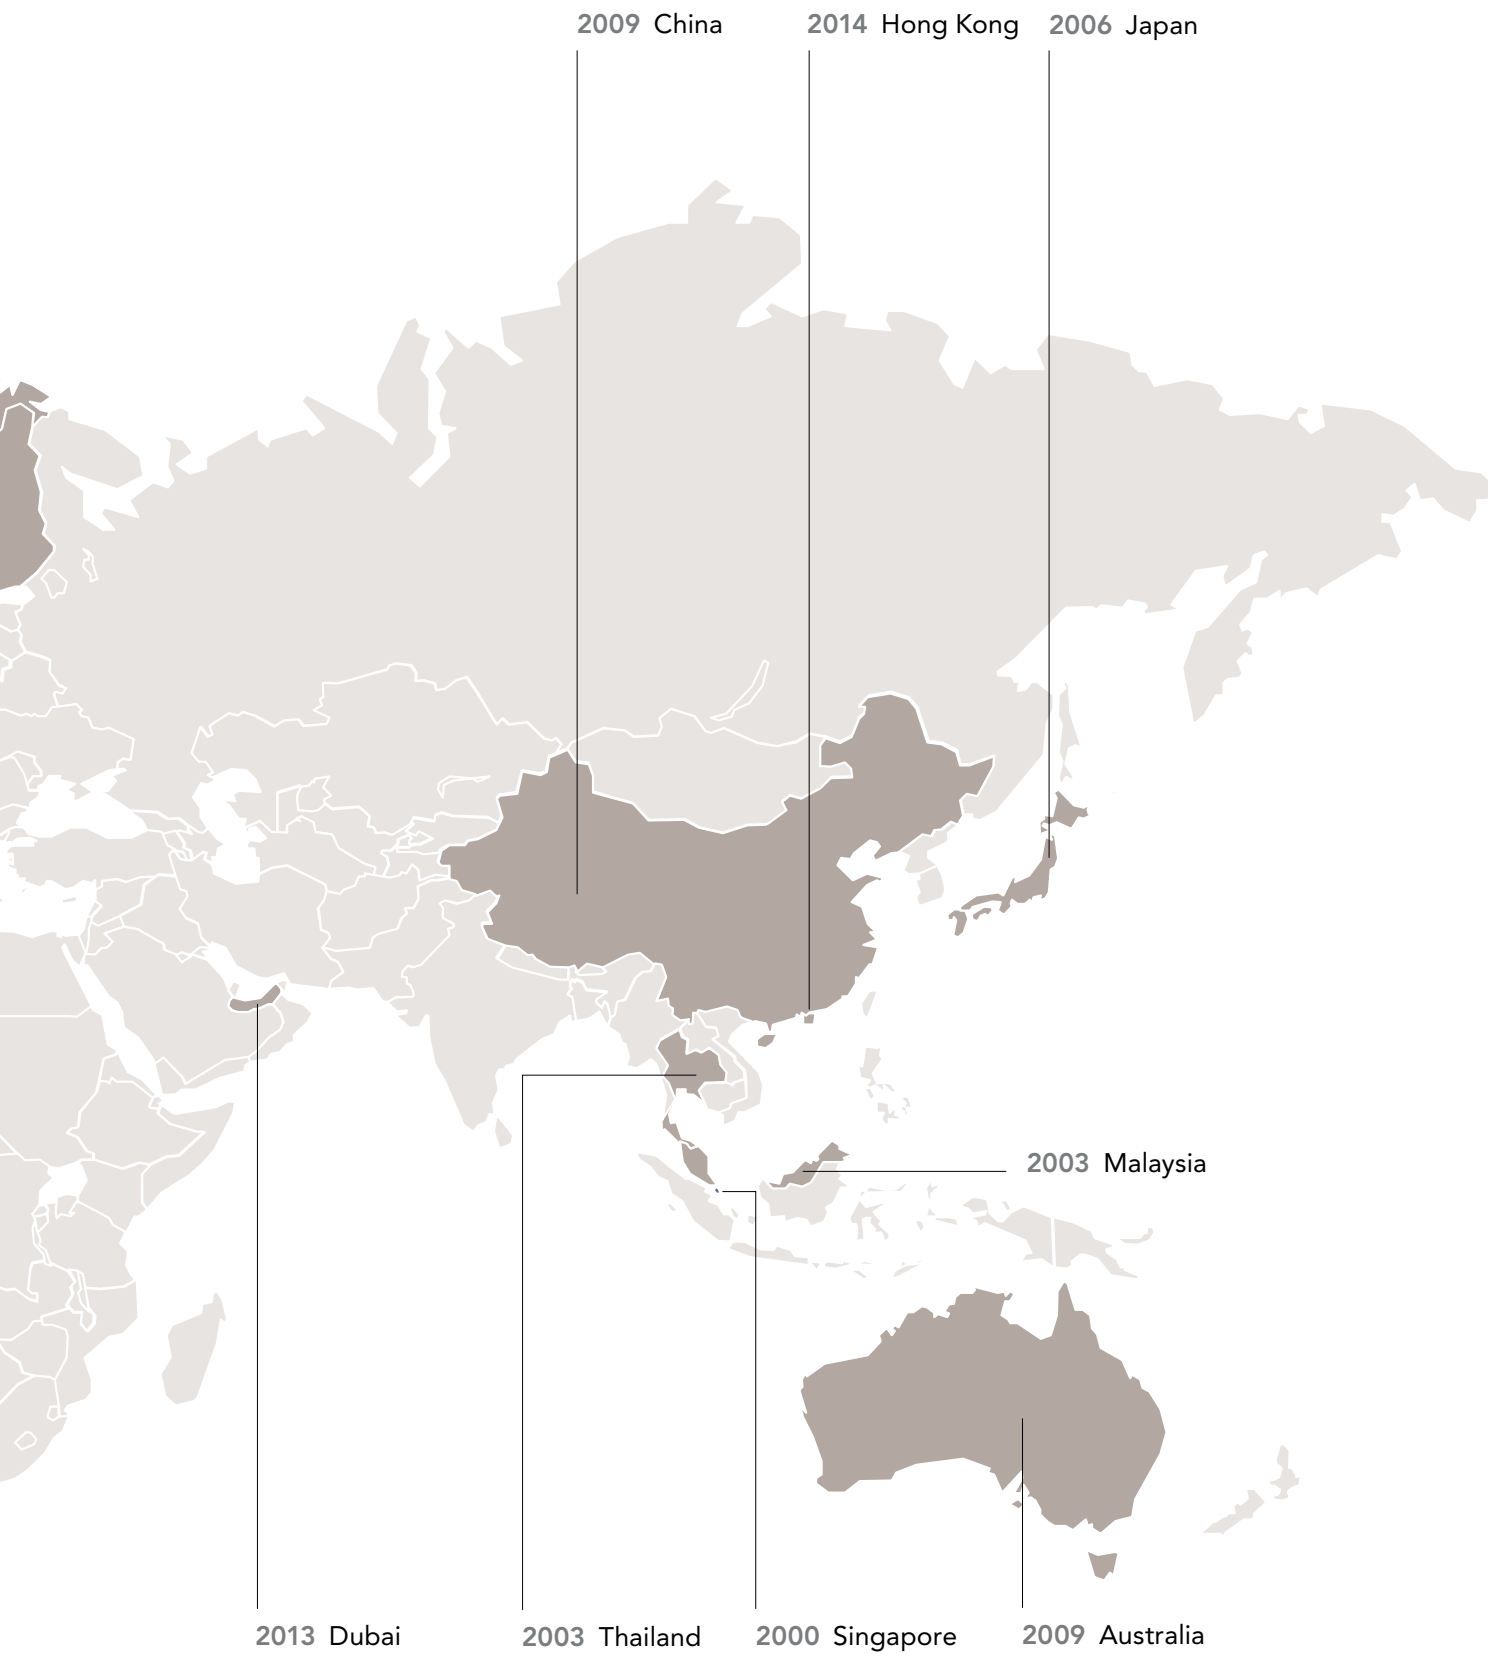 2009 China
2014 Hong Kong
2006 Japan
2003 Malaysia
2013 Dubai
2003 Thailand
2000 Singapore
2009 Australia